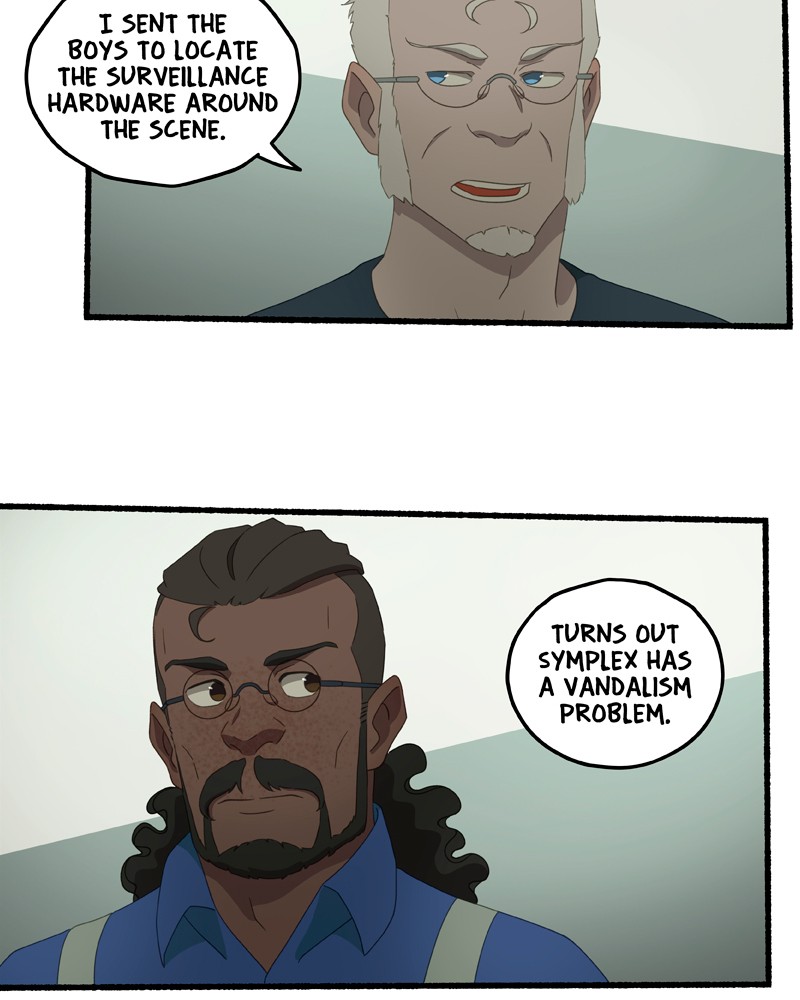 I SENT THE
BOYS TO LOCATE
THE SURVEILLANCE
HARDWARE AROUND
THE SCENE.
TURNS OUT
SYMPLEX HAS
A VANDALISM
PROBLEM.